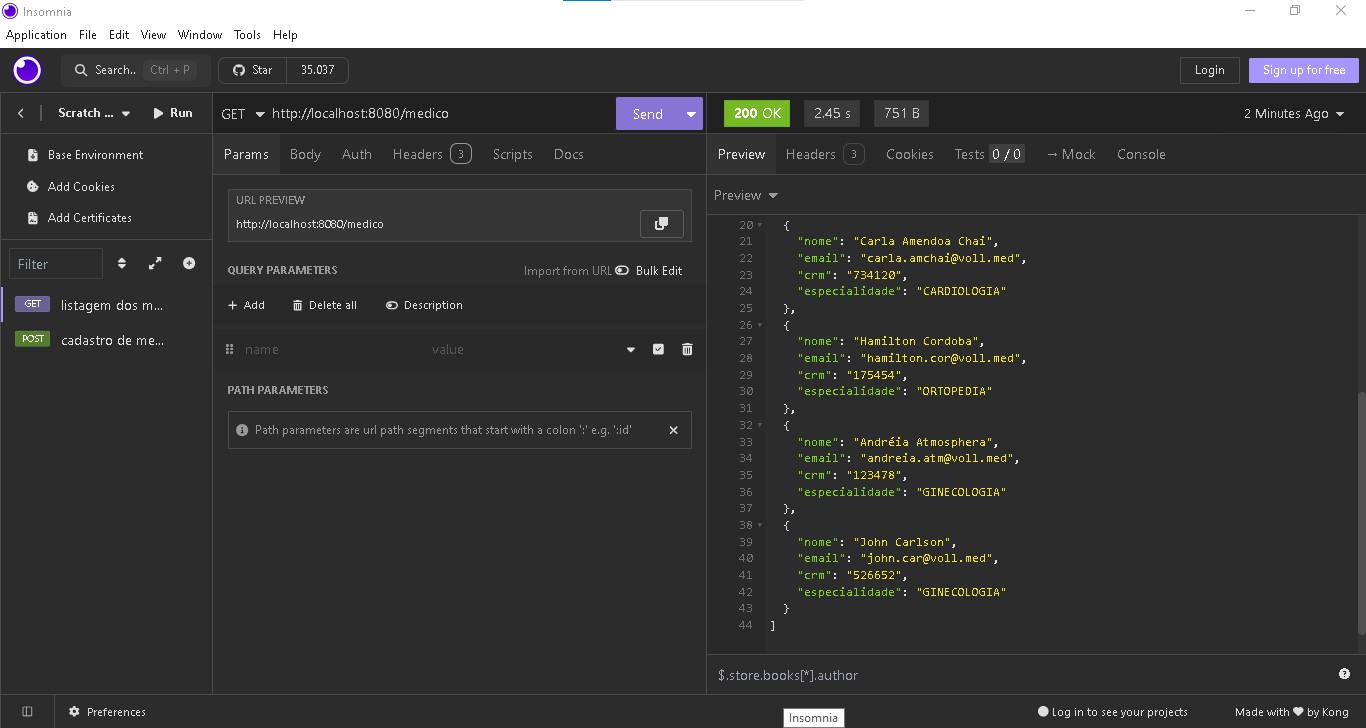 Insomnia
Application File Edit View Window Tools Help
Search.. Ctrl + P
Star 35.037
Login
Sign up for free
Scratch ...
Run
GET http://localhost:8080/medico
Send
200 OK 2.45 s 751 B
2 Minutes Ago
Base Environment
Add Cookies
Add Certificates
Filter
GET listagem dos m...
POST cadastro de me...
Params Body Auth Headers 3 Scripts Docs
URL PREVIEW
http://localhost:8080/medico
QUERY PARAMETERS
Import from URL Bulk Edit
+ Add Delete all Description
name value
PATH PARAMETERS
Path parameters are url path segments that start with a colon ':' e.g. ':id'
Preview Headers 3 Cookies Tests 0 / 0 → Mock Console
Preview
20 {
21 "nome": "Carla Amendoa Chai",
22 "email": "carla.amchai@voll.med",
23 "crm": "734120",
24 "especialidade": "CARDIOLOGIA"
25 },
26 {
27 "nome": "Hamilton Cordoba",
28 "email": "hamilton.cor@voll.med",
29 "crm": "175454",
30 "especialidade": "ORTOPEDIA"
31 },
32 {
33 "nome": "Andréia Atmosphera",
34 "email": "andreia.atm@voll.med",
35 "crm": "123478",
36 "especialidade": "GINECOLOGIA"
37 },
38 {
39 "nome": "John Carlson",
40 "email": "john.car@voll.med",
41 "crm": "526652",
42 "especialidade": "GINECOLOGIA"
43 }
44 ]
$.store.books[*].author
Preferences
Insomnia
Log in to see your projects
Made with ♥ by Kong